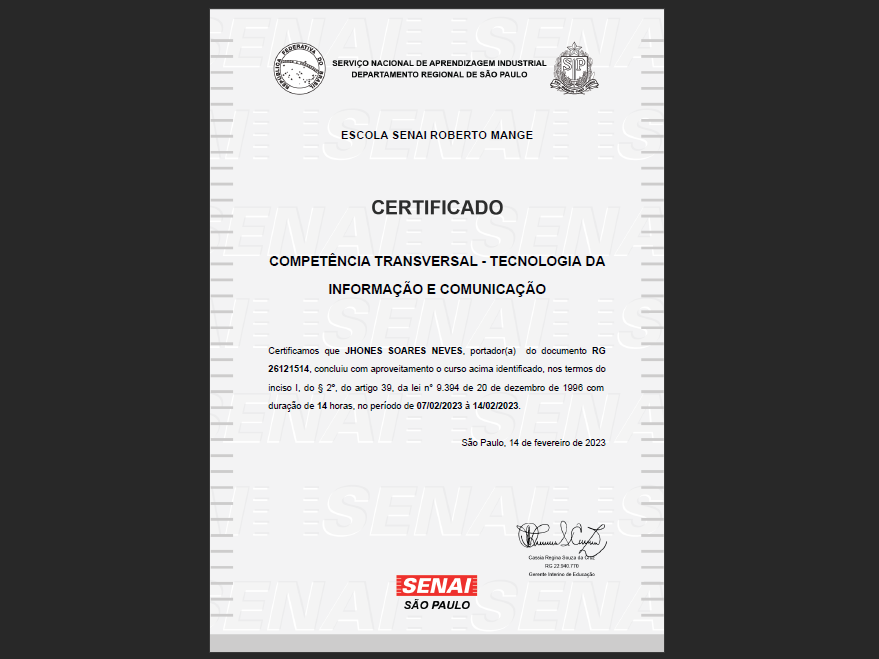 REPÚBLICA FEDERATIVA DO BRASIL
SERVIÇO NACIONAL DE APRENDIZAGEM INDUSTRIAL
DEPARTAMENTO REGIONAL DE SÃO PAULO
SP
ESCOLA SENAI ROBERTO MANGE
CERTIFICADO
COMPETÊNCIA TRANSVERSAL - TECNOLOGIA DA
INFORMAÇÃO E COMUNICAÇÃO
Certificamos que JHONES SOARES NEVES, portador(a) do documento RG
26121514, concluiu com aproveitamento o curso acima identificado, nos termos do
inciso I, do § 2º, do artigo 39, da lei nº 9.394 de 20 de dezembro de 1996 com
duração de 14 horas, no período de 07/02/2023 à 14/02/2023.
São Paulo, 14 de fevereiro de 2023
Cassia Regina Souza da Cruz
RG 22.940.770
Gerente Interino de Educação
SENAI
SÃO PAULO